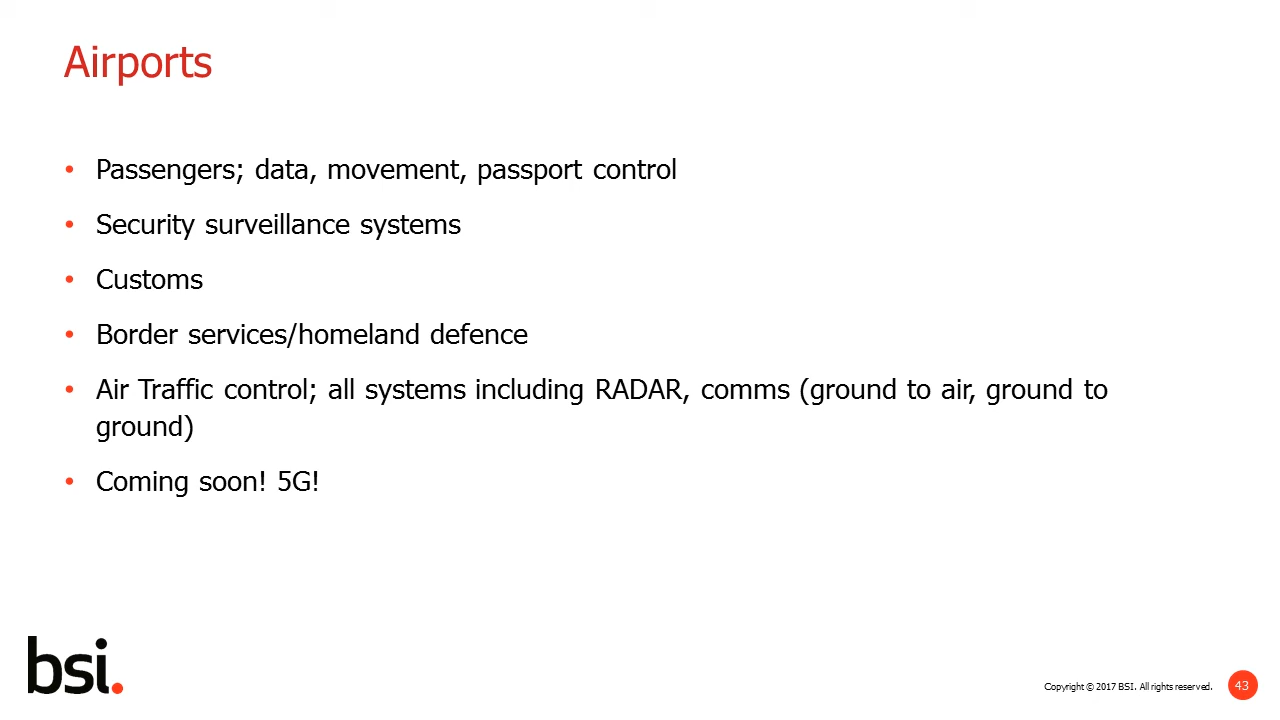 Airports
• Passengers; data, movement, passport control
• Security surveillance systems
• Customs
• Border services/homeland defence
• Air Traffic control; all systems including RADAR, comms (ground to air, ground to
ground)
• Coming soon! 5G!
bsi.
Copyright © 2017 BSI. All rights reserved.
43